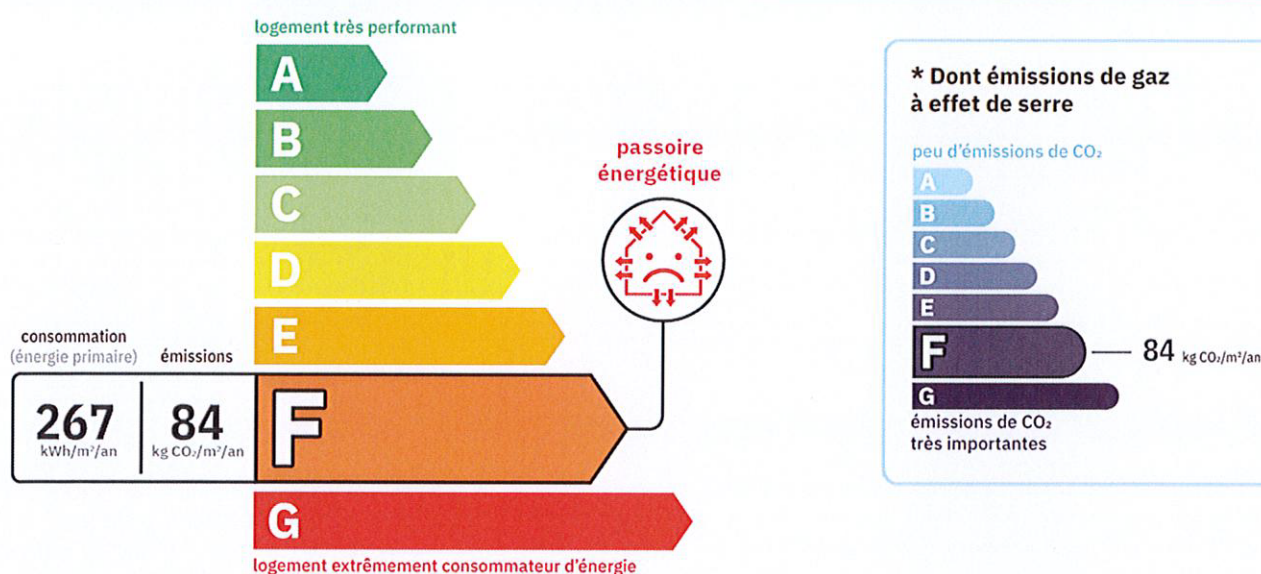 logement très performant
A
B
C
D
E
passoire
énergétique
consommation
(énergie primaire)
émissions
267
kWh/m²/an
84
kg CO₂/m²/an
F
G
logement extrêmement consommateur d'énergie
* Dont émissions de gaz
à effet de serre
peu d'émissions de CO₂
A
B
C
D
E
F
84 kg CO₂/m²/an
G
émissions de CO₂
très importantes